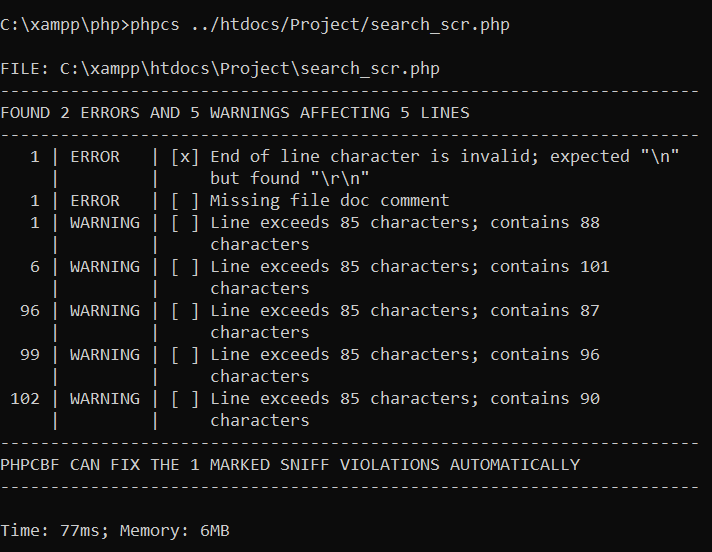 C:\xampp\php>phpcs ../htdocs/Project/search_scr.php
FILE: C:\xampp\htdocs\Project\search_scr.php
----------------------------------------------------------------------
FOUND 2 ERRORS AND 5 WARNINGS AFFECTING 5 LINES
----------------------------------------------------------------------
   1 | ERROR   | [x] End of line character is invalid; expected "\n"
     |         |     but found "\r\n"
   1 | ERROR   | [ ] Missing file doc comment
   1 | WARNING | [ ] Line exceeds 85 characters; contains 88
     |         |     characters
   6 | WARNING | [ ] Line exceeds 85 characters; contains 101
     |         |     characters
  96 | WARNING | [ ] Line exceeds 85 characters; contains 87
     |         |     characters
  99 | WARNING | [ ] Line exceeds 85 characters; contains 96
     |         |     characters
 102 | WARNING | [ ] Line exceeds 85 characters; contains 90
     |         |     characters
----------------------------------------------------------------------
PHPCBF CAN FIX THE 1 MARKED SNIFF VIOLATIONS AUTOMATICALLY
----------------------------------------------------------------------
Time: 77ms; Memory: 6MB